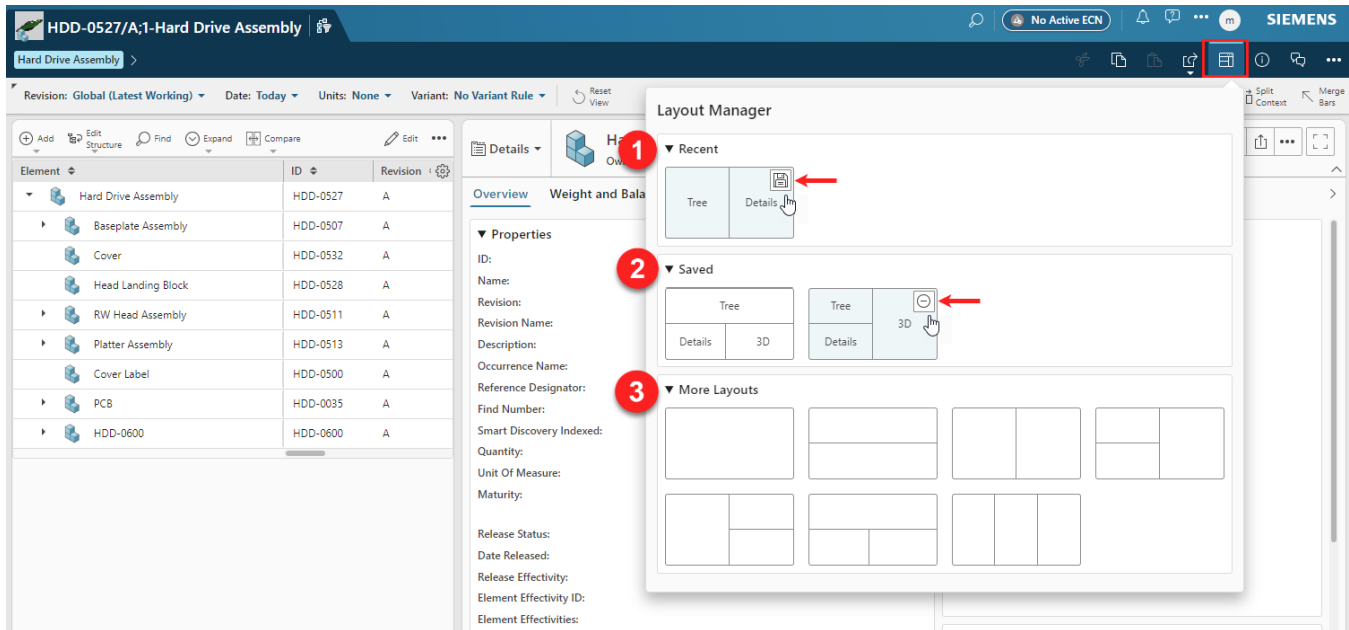 HDD-0527/A;1-Hard Drive Assembly
No Active ECN
m
SIEMENS
Hard Drive Assembly
Revision: Global (Latest Working)
Date: Today
Units: None
Variant: No Variant Rule
Reset View
Split Context
Merge Bars
Add
Edit Structure
Find
Expand
Compare
Edit
Element ID Revision
Hard Drive Assembly HDD-0527 A
Baseplate Assembly HDD-0507 A
Cover HDD-0532 A
Head Landing Block HDD-0528 A
RW Head Assembly HDD-0511 A
Platter Assembly HDD-0513 A
Cover Label HDD-0500 A
PCB HDD-0035 A
HDD-0600 HDD-0600 A
Details
Overview
Properties
ID:
Name:
Revision:
Revision Name:
Description:
Occurrence Name:
Reference Designator:
Find Number:
Smart Discovery Indexed:
Quantity:
Unit Of Measure:
Maturity:
Release Status:
Date Released:
Release Effectivity:
Element Effectivity ID:
Element Effectivities:
Layout Manager
1
Recent
Tree
Details
2
Saved
Tree
Details
3D
Tree
Details
3D
3
More Layouts